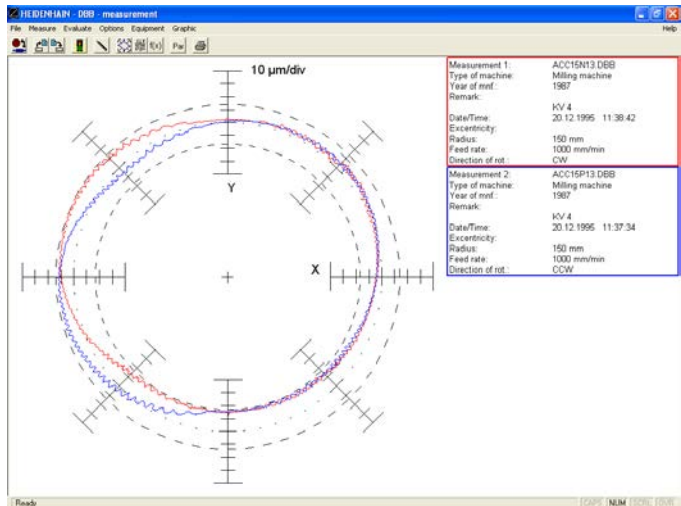 HEIDENHAIN - DBB - measurement
File Measure Evaluate Options Equipment Graphic Help
f(x) Par
10 µm/div
Y
X
Measurement 1: ACC15N13.DBB
Type of machine: Milling machine
Year of mnf.: 1987
Remark:
KV 4
Date/Time: 20.12.1995 11:38:42
Excentricity:
Radius: 150 mm
Feed rate: 1000 mm/min
Direction of rot.: CW
Measurement 2: ACC15P13.DBB
Type of machine: Milling machine
Year of mnf.: 1987
Remark:
KV 4
Date/Time: 20.12.1995 11:37:34
Excentricity:
Radius: 150 mm
Feed rate: 1000 mm/min
Direction of rot.: CCW
Ready CAPS NUM SCRL OVR